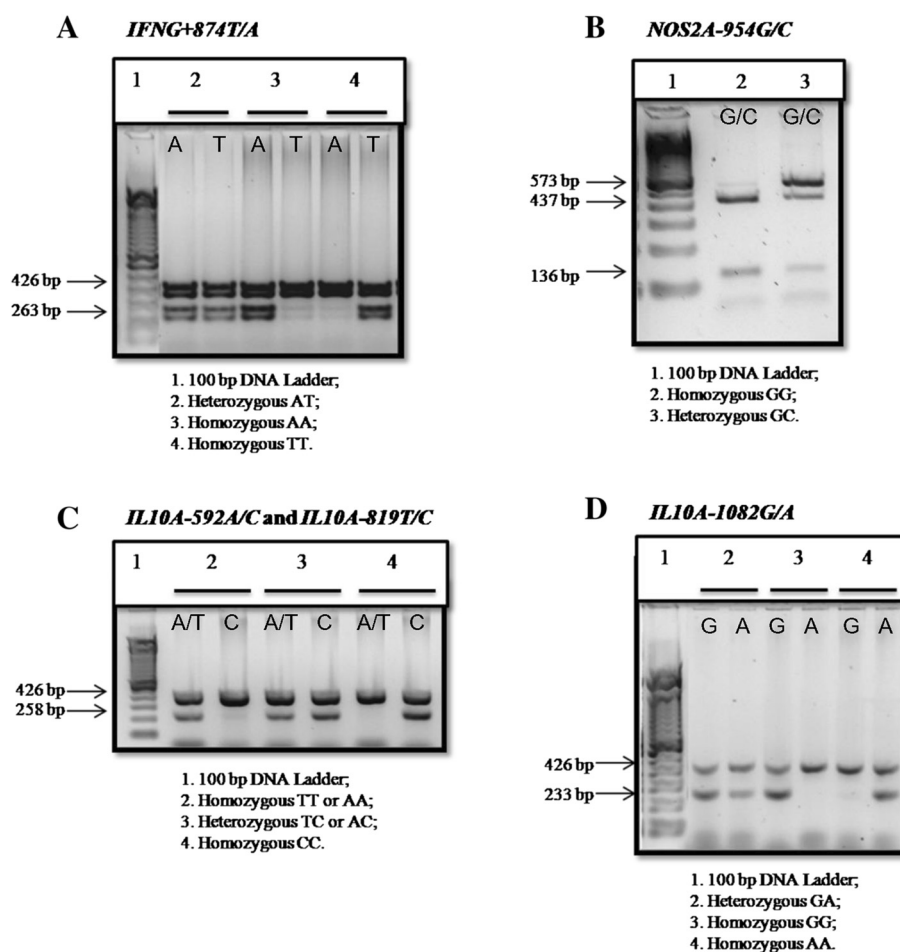 A
IFNG+874T/A
1 2 3 4
A T A T A T
426 bp
263 bp
1. 100 bp DNA Ladder;
2. Heterozygous AT;
3. Homozygous AA;
4. Homozygous TT.
B
NOS2A-954G/C
1 2 3
G/C G/C
573 bp
437 bp
136 bp
1. 100 bp DNA Ladder;
2. Homozygous GG;
3. Heterozygous GC.
C
IL10A-592A/C and IL10A-819T/C
1 2 3 4
A/T C A/T C A/T C
426 bp
258 bp
1. 100 bp DNA Ladder;
2. Homozygous TT or AA;
3. Heterozygous TC or AC;
4. Homozygous CC.
D
IL10A-1082G/A
1 2 3 4
G A G A G A
426 bp
233 bp
1. 100 bp DNA Ladder;
2. Heterozygous GA;
3. Homozygous GG;
4. Homozygous AA.